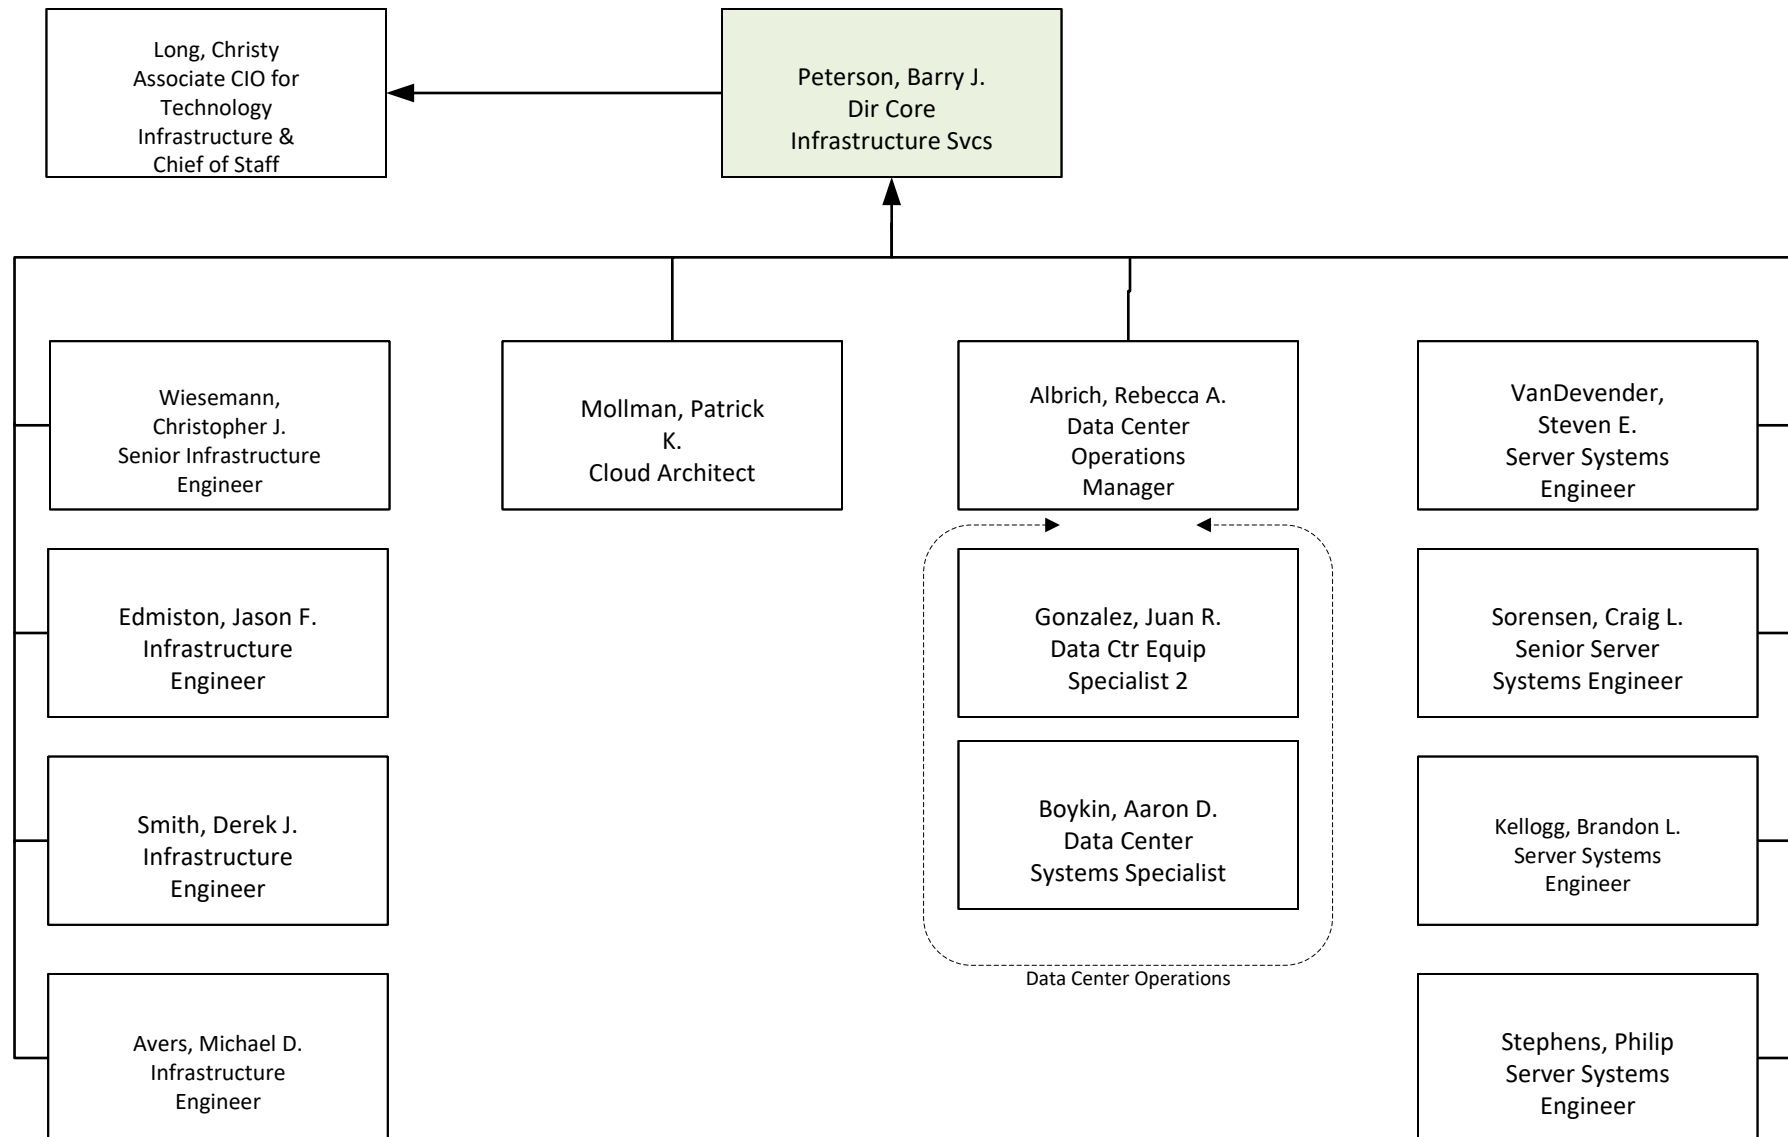 Long, Christy
Associate CIO for
Technology
Infrastructure &
Chief of Staff
Peterson, Barry J.
Dir Core
Infrastructure Svcs
Wiesemann,
Christopher J.
Senior Infrastructure
Engineer
Mollman, Patrick
K.
Cloud Architect
Albrich, Rebecca A.
Data Center
Operations
Manager
VanDevender,
Steven E.
Server Systems
Engineer
Edmiston, Jason F.
Infrastructure
Engineer
Gonzalez, Juan R.
Data Ctr Equip
Specialist 2
Sorensen, Craig L.
Senior Server
Systems Engineer
Smith, Derek J.
Infrastructure
Engineer
Boykin, Aaron D.
Data Center
Systems Specialist
Kellogg, Brandon L.
Server Systems
Engineer
Data Center Operations
Avers, Michael D.
Infrastructure
Engineer
Stephens, Philip
Server Systems
Engineer